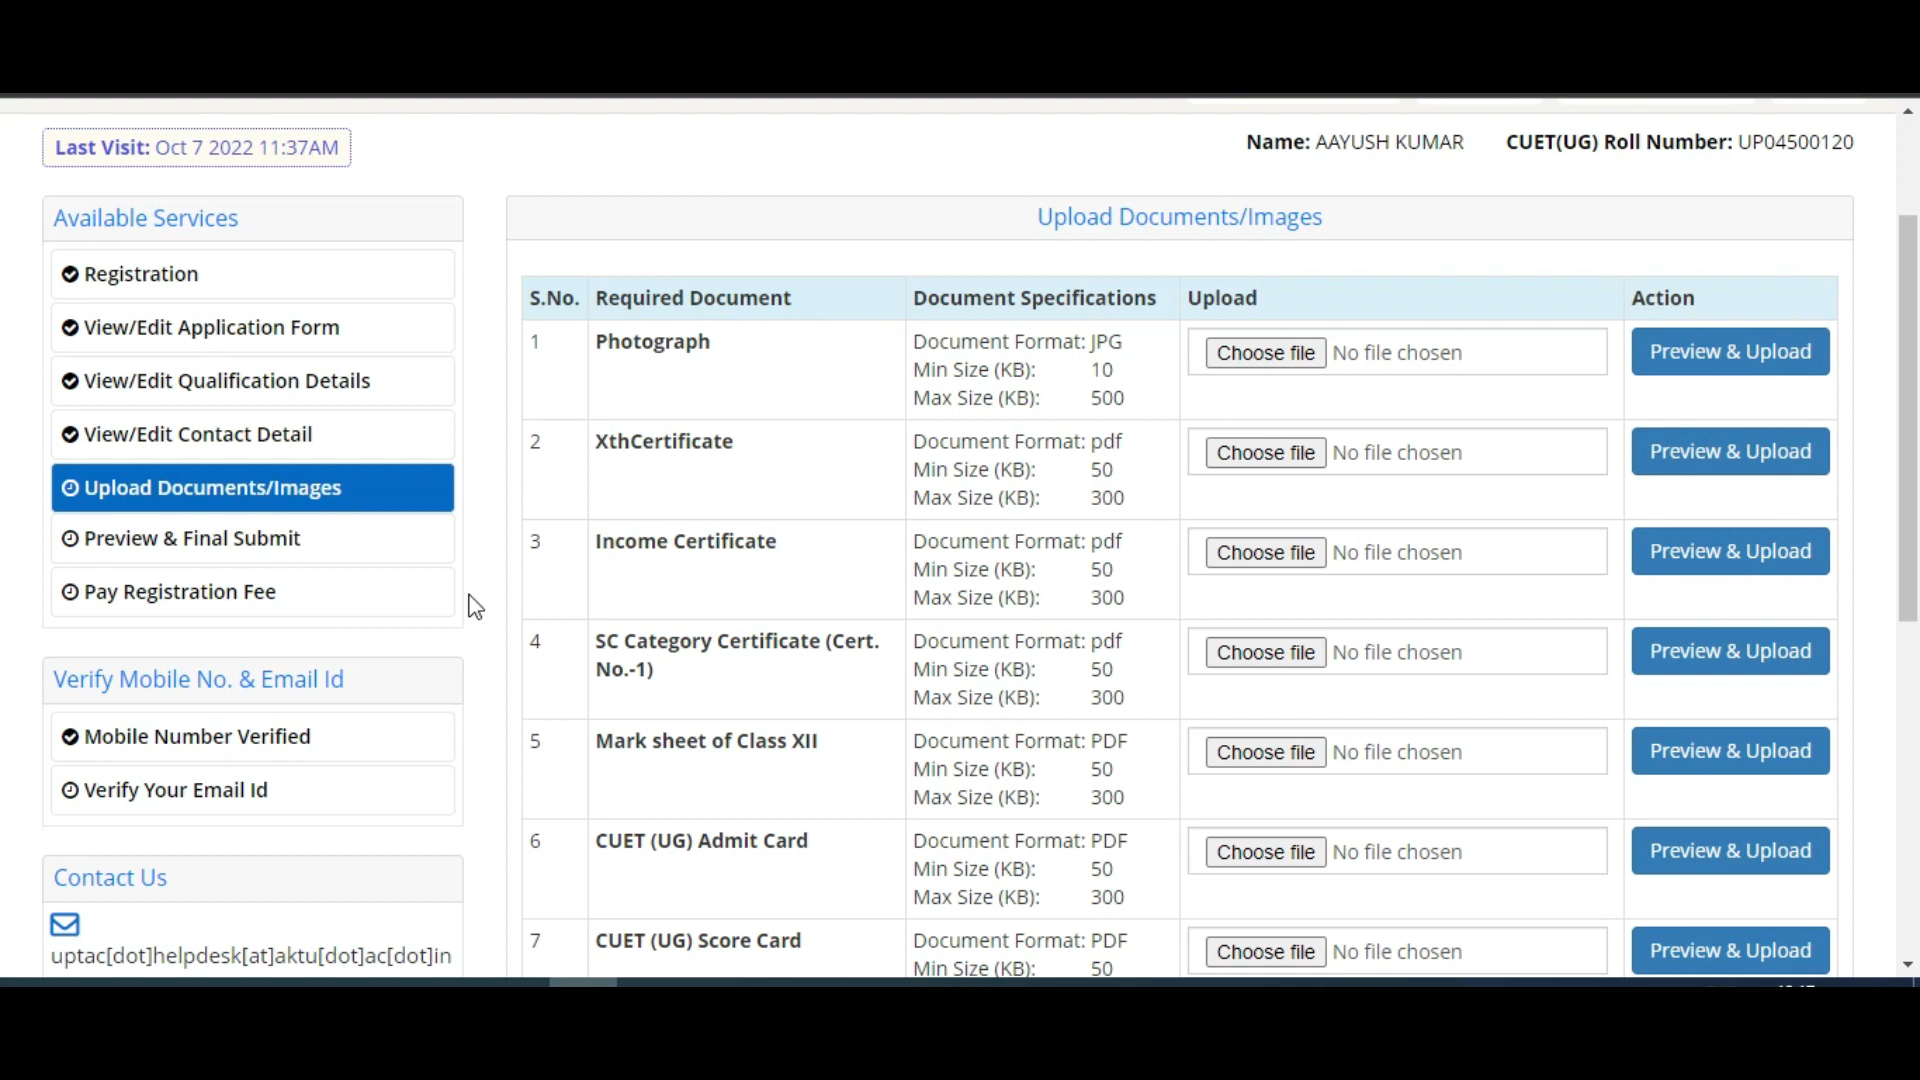 Last Visit: Oct 7 2022 11:37AM
Name: AAYUSH KUMAR CUET(UG) Roll Number: UP04500120
Available Services
Registration
View/Edit Application Form
View/Edit Qualification Details
View/Edit Contact Detail
Upload Documents/Images
Preview & Final Submit
Pay Registration Fee
Verify Mobile No. & Email Id
Mobile Number Verified
Verify Your Email Id
Contact Us
uptac[dot]helpdesk[at]aktu[dot]ac[dot]in
Upload Documents/Images
S.No. Required Document Document Specifications Upload Action
1 Photograph Document Format: JPG Choose file No file chosen Preview & Upload
Min Size (KB): 10
Max Size (KB): 500
2 XthCertificate Document Format: pdf Choose file No file chosen Preview & Upload
Min Size (KB): 50
Max Size (KB): 300
3 Income Certificate Document Format: pdf Choose file No file chosen Preview & Upload
Min Size (KB): 50
Max Size (KB): 300
4 SC Category Certificate (Cert. Document Format: pdf Choose file No file chosen Preview & Upload
No.-1) Min Size (KB): 50
Max Size (KB): 300
5 Mark sheet of Class XII Document Format: PDF Choose file No file chosen Preview & Upload
Min Size (KB): 50
Max Size (KB): 300
6 CUET (UG) Admit Card Document Format: PDF Choose file No file chosen Preview & Upload
Min Size (KB): 50
Max Size (KB): 300
7 CUET (UG) Score Card Document Format: PDF Choose file No file chosen Preview & Upload
Min Size (KB): 50